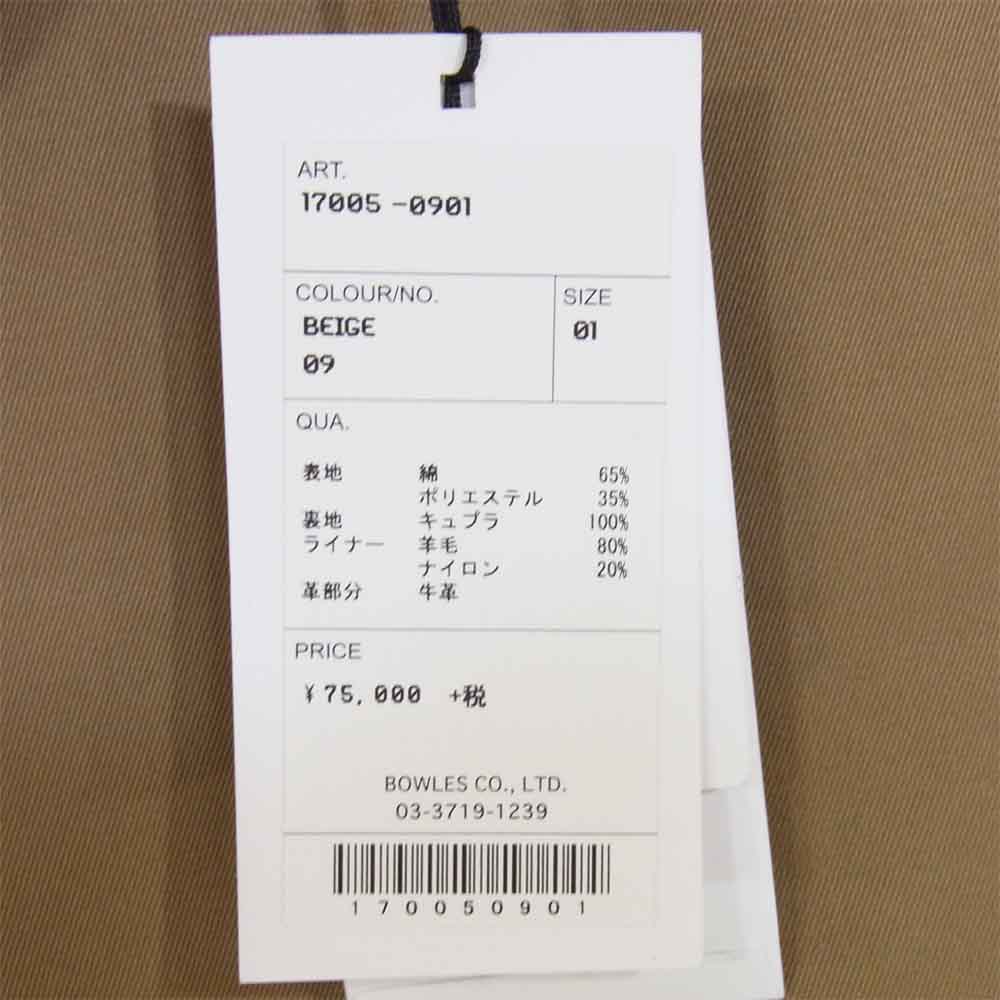 ART.
17005 -0901
COLOUR/NO.
BEIGE
09
SIZE
01
QUA.
表地 綿 65%
ポリエステル 35%
裏地 キュプラ 100%
ライナー 羊毛 80%
ナイロン 20%
革部分 牛革
PRICE
¥75,000 +税
BOWLES CO., LTD.
03-3719-1239
170050901